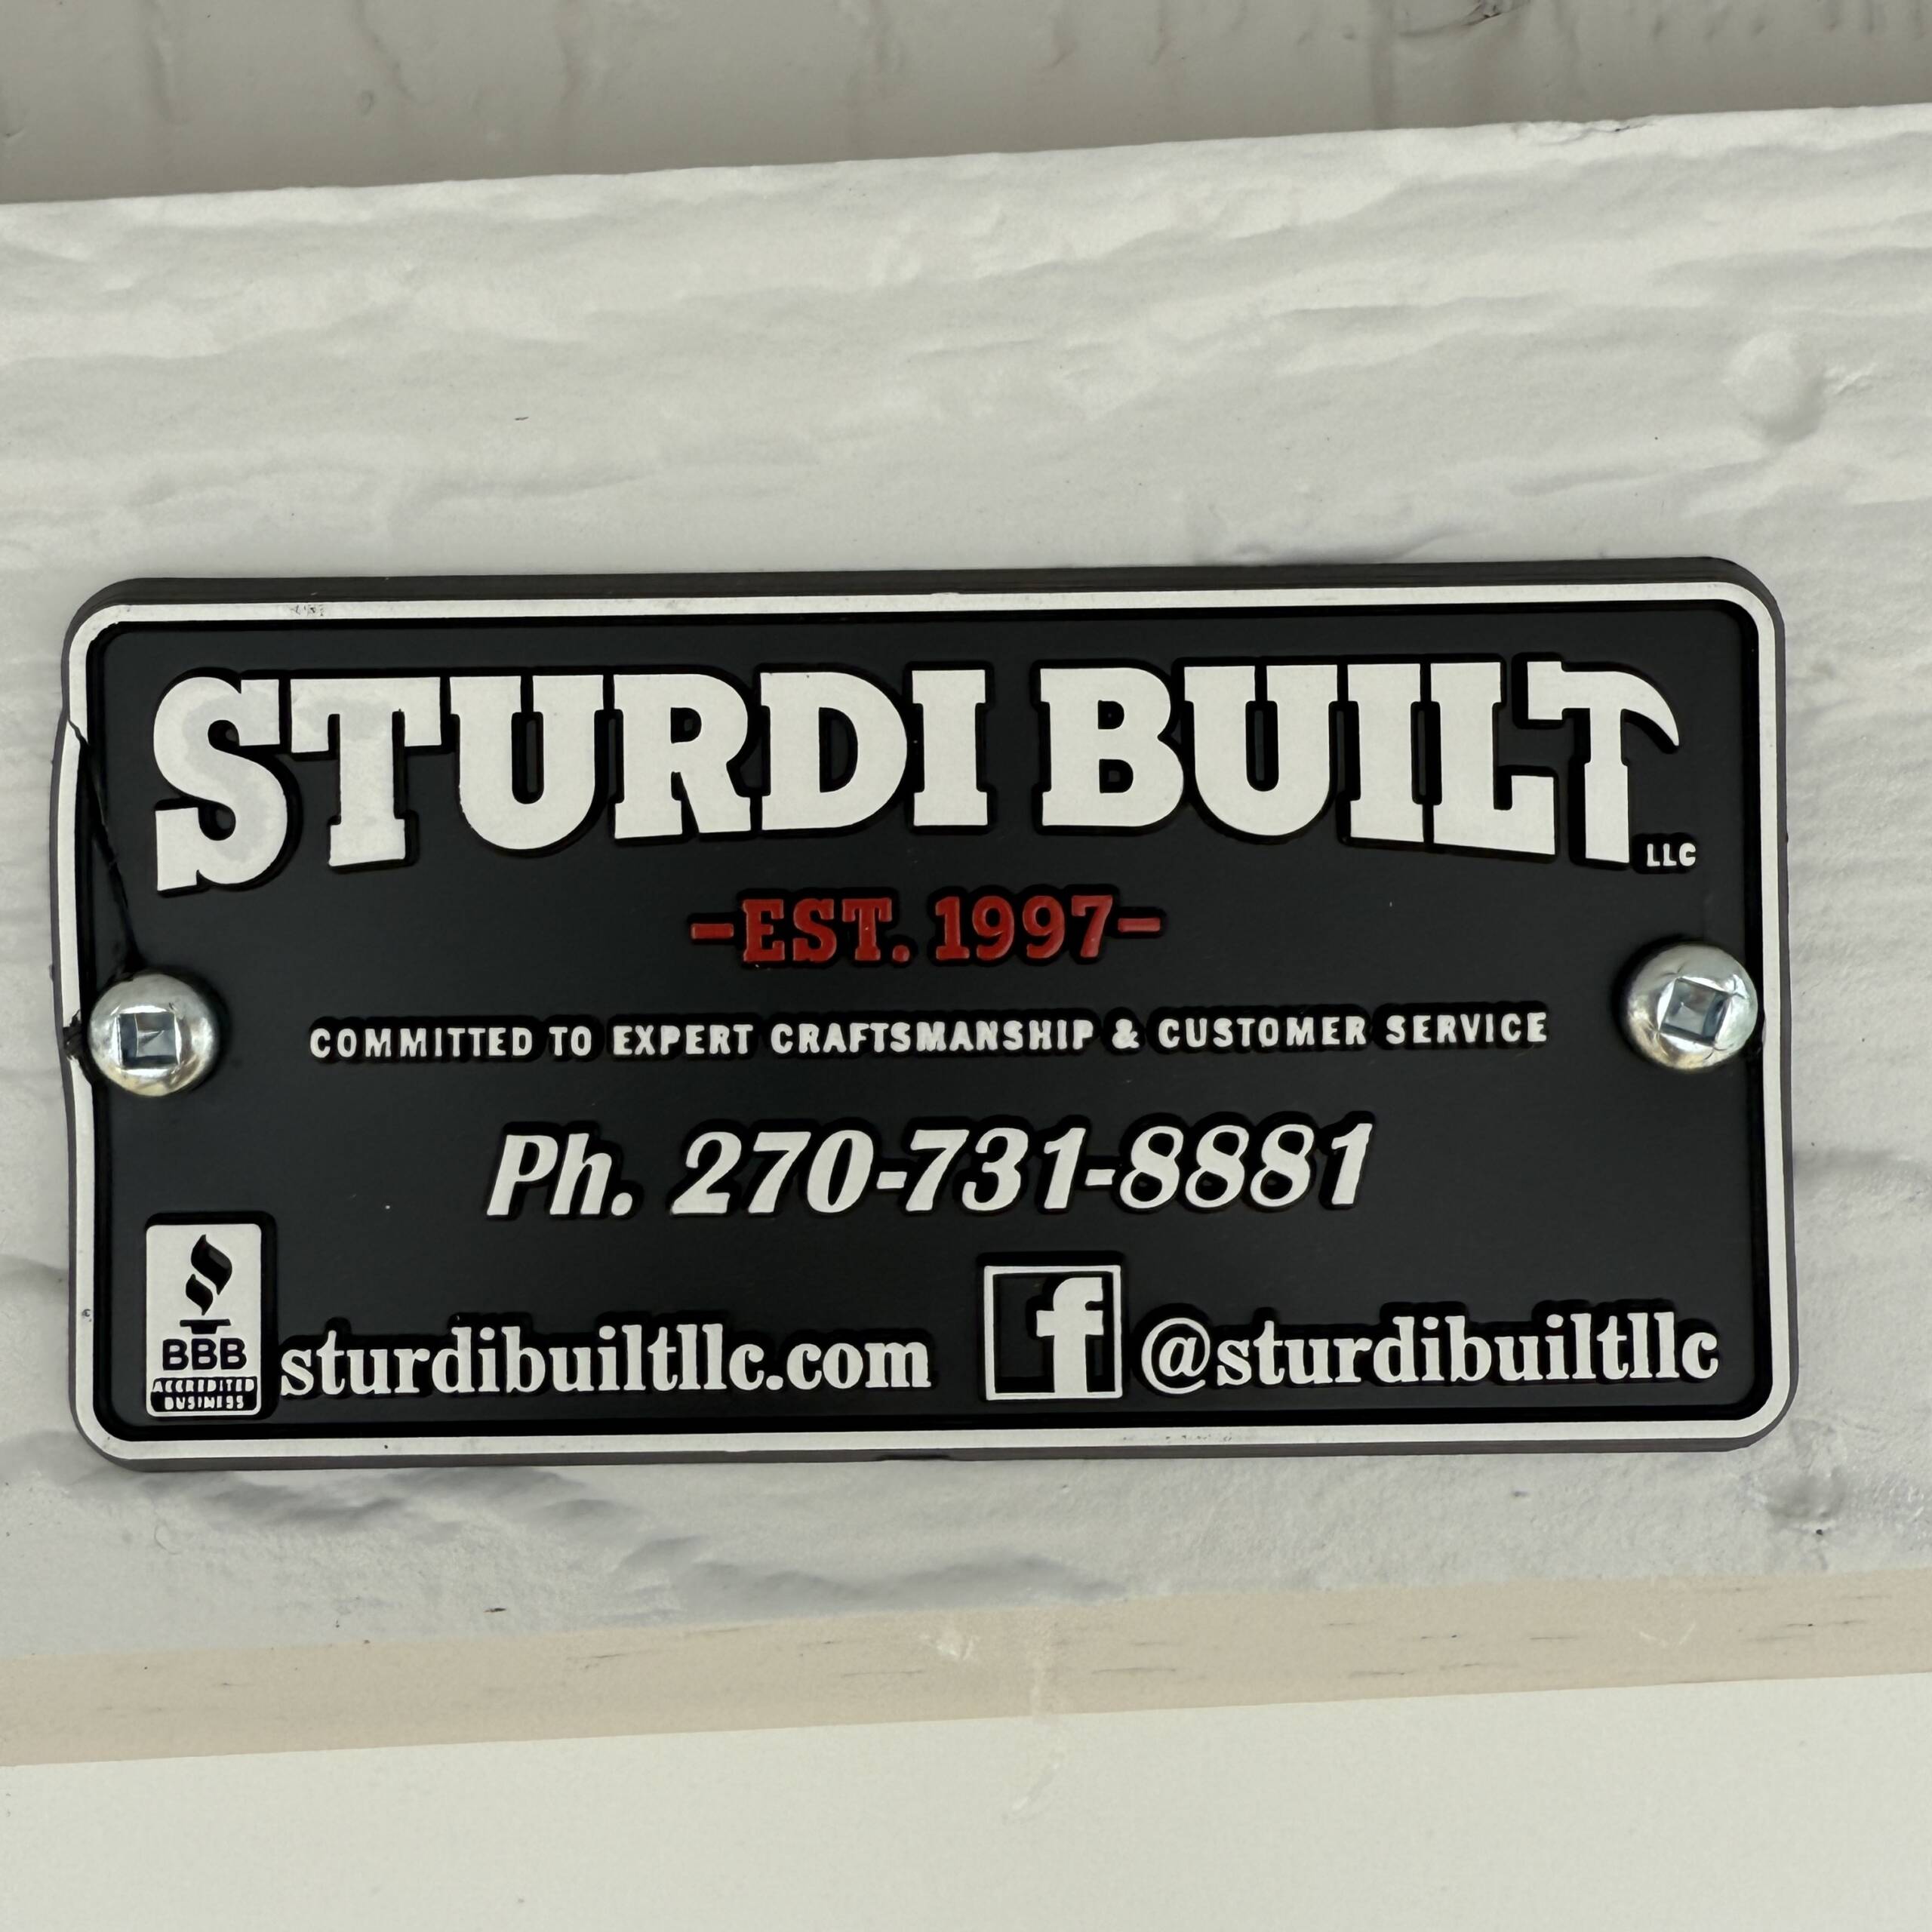 STURDI BUILT LLC
-EST. 1997-
COMMITTED TO EXPERT CRAFTSMANSHIP & CUSTOMER SERVICE
Ph. 270-731-8881
BBB
ACCREDITED
BUSINESS
sturdibuiltllc.com
f @sturdibuiltllc